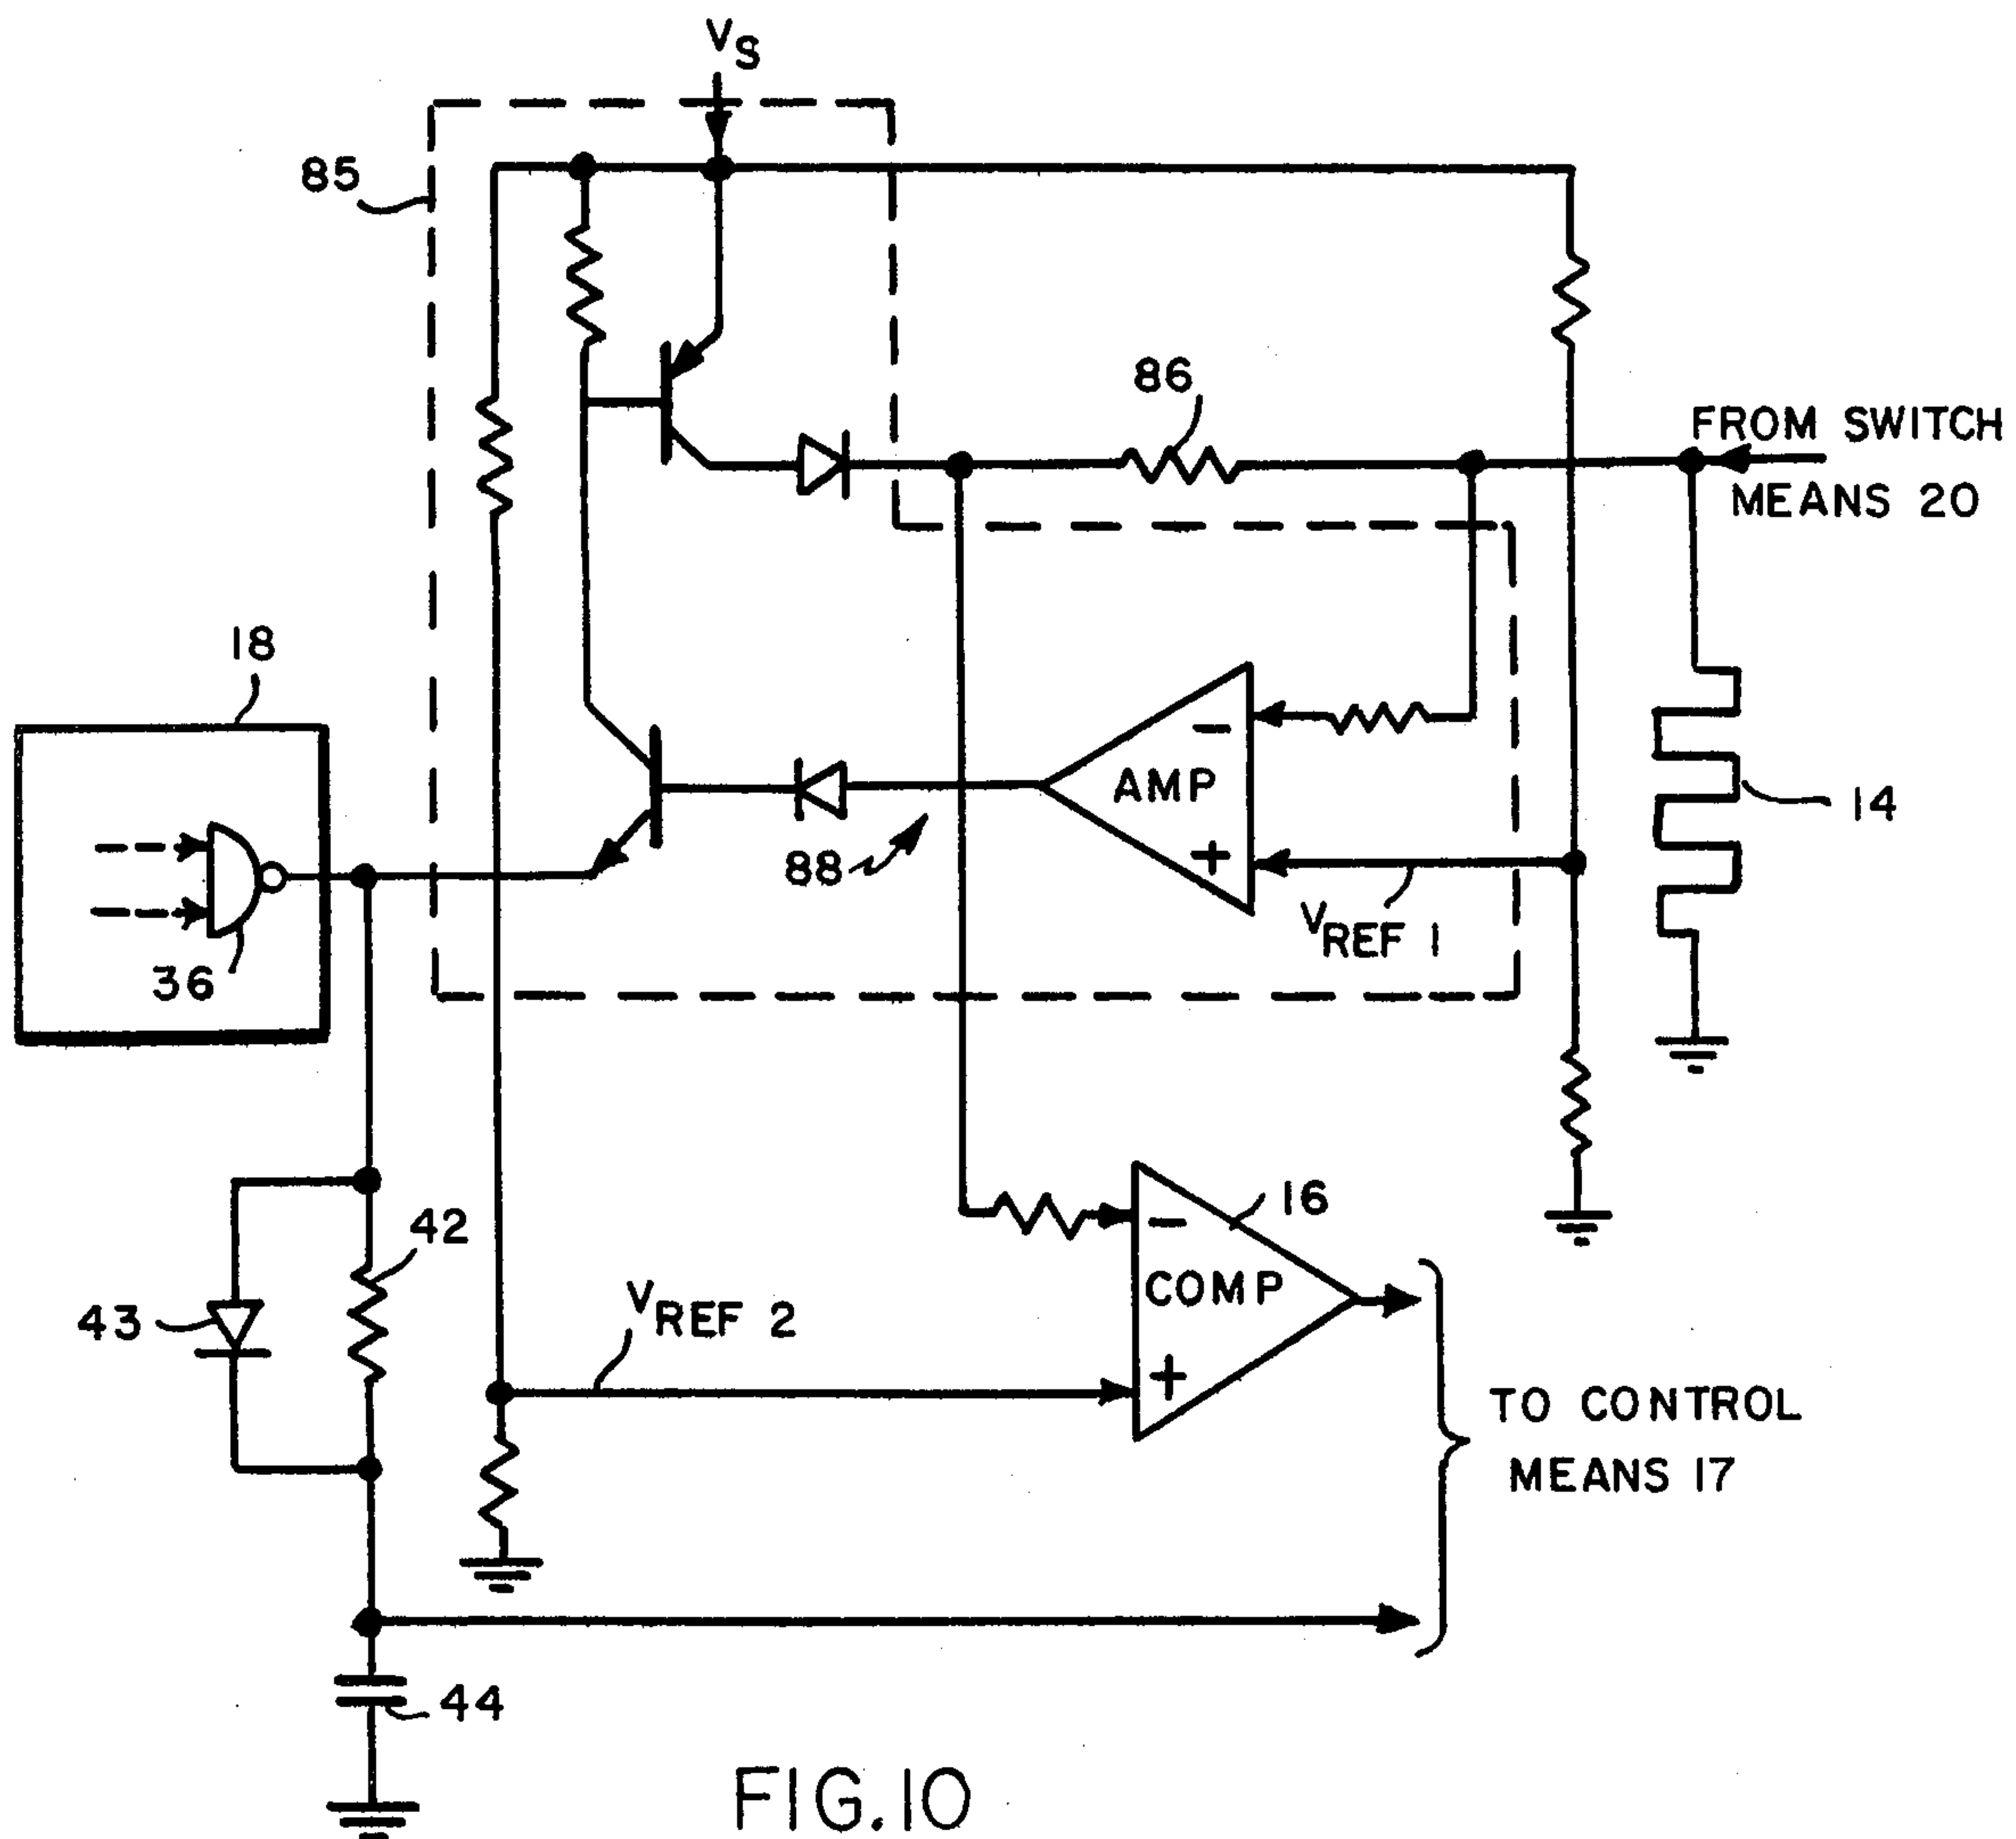 VS
85
86
FROM SWITCH
MEANS 20
18
AMP
-
+
14
88
VREF 1
36
16
-
COMP
+
42
43
VREF 2
TO CONTROL
MEANS 17
44
FIG.10